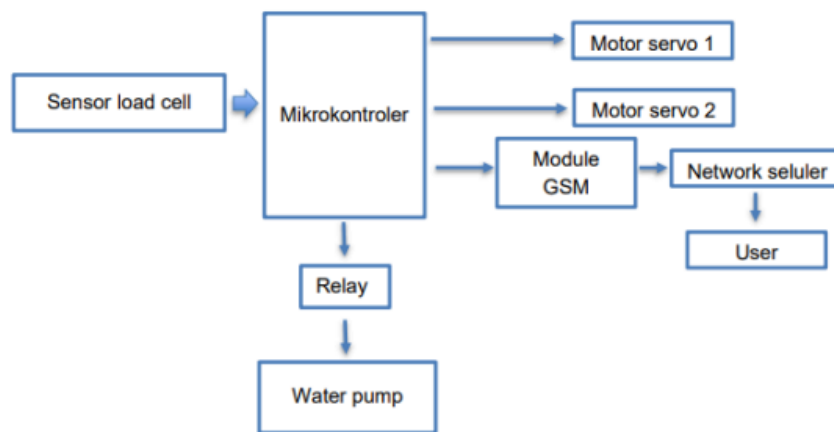 Motor servo 1
Sensor load cell
Mikrokontroler
Motor servo 2
Module
GSM
Network seluler
User
Relay
Water pump